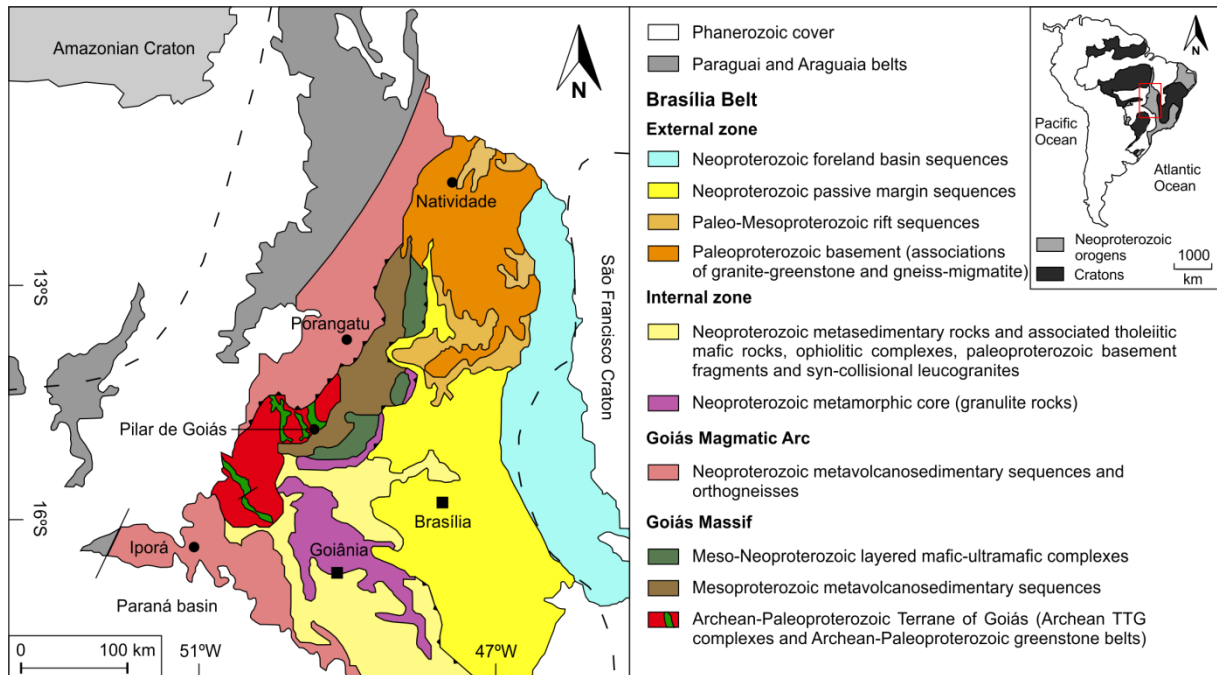 Amazonian Craton
N
Natividade
13ºS
Porangatu
São Francisco Craton
Pilar de Goiás
16ºS
Brasília
Iporá
Goiânia
Paraná basin
0 100 km
51ºW
47ºW
Phanerozoic cover
Paraguai and Araguaia belts
Brasília Belt
External zone
Neoproterozoic foreland basin sequences
Neoproterozoic passive margin sequences
Paleo-Mesoproterozoic rift sequences
Paleoproterozoic basement (associations
of granite-greenstone and gneiss-migmatite)
Internal zone
Neoproterozoic metasedimentary rocks and associated tholeiitic
mafic rocks, ophiolitic complexes, paleoproterozoic basement
fragments and syn-collisional leucogranites
Neoproterozoic metamorphic core (granulite rocks)
Goiás Magmatic Arc
Neoproterozoic metavolcanosedimentary sequences and
orthogneisses
Goiás Massif
Meso-Neoproterozoic layered mafic-ultramafic complexes
Mesoproterozoic metavolcanosedimentary sequences
Archean-Paleoproterozoic Terrane of Goiás (Archean TTG
complexes and Archean-Paleoproterozoic greenstone belts)
N
Pacific
Ocean
Atlantic
Ocean
Neoproterozoic
orogens
Cratons
1000
km